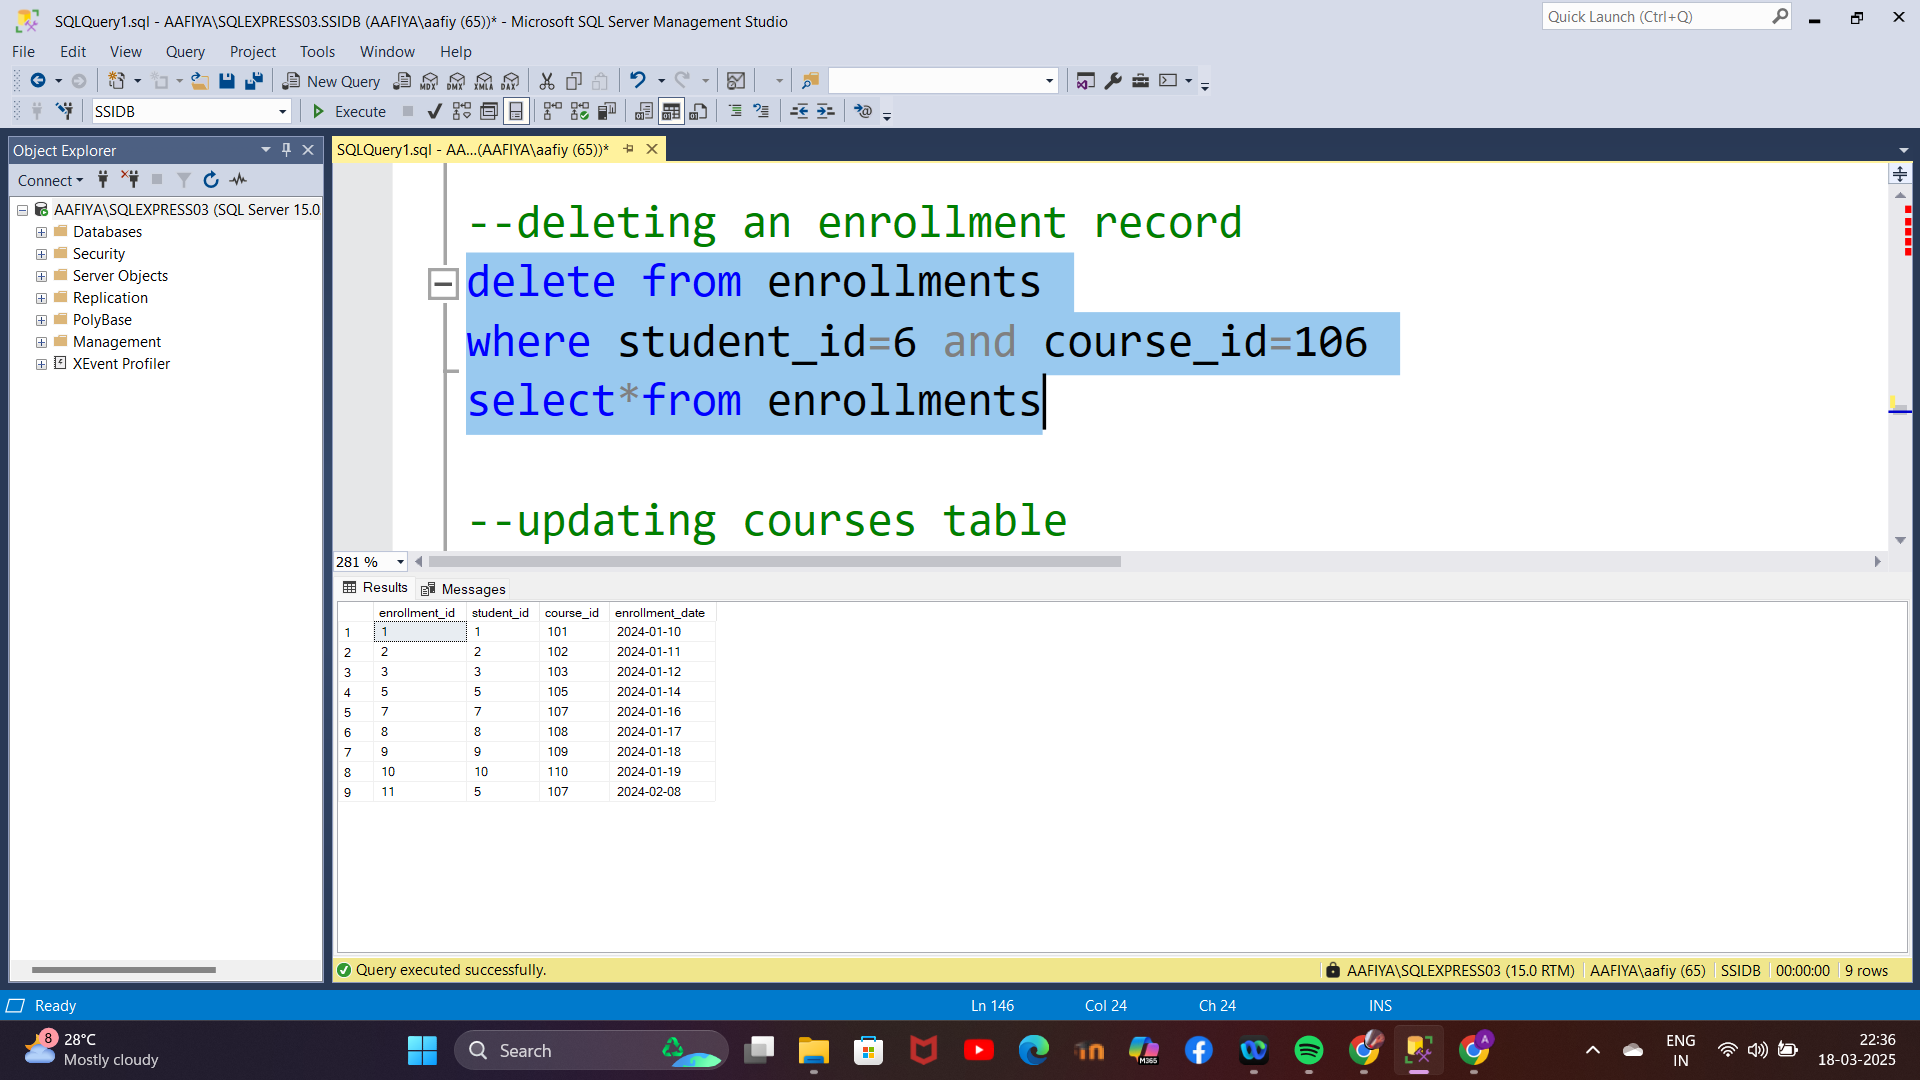 SQLQuery1.sql - AAFIYA\SQLEXPRESS03.SSIDB (AAFIYA\aafiy (65))* - Microsoft SQL Server Management Studio
Quick Launch (Ctrl+Q)
File Edit View Query Project Tools Window Help
New Query MDX DMX XMLA DAX
SSIDB Execute
Object Explorer
SQLQuery1.sql - AA...(AAFIYA\aafiy (65))*
Connect
AAFIYA\SQLEXPRESS03 (SQL Server 15.0
Databases
Security
Server Objects
Replication
PolyBase
Management
XEvent Profiler
--deleting an enrollment record
delete from enrollments
where student_id=6 and course_id=106
select*from enrollments
--updating courses table
281 %
Results Messages
enrollment_id student_id course_id enrollment_date
1 1 1 101 2024-01-10
2 2 2 102 2024-01-11
3 3 3 103 2024-01-12
4 5 5 105 2024-01-14
5 7 7 107 2024-01-16
6 8 8 108 2024-01-17
7 9 9 109 2024-01-18
8 10 10 110 2024-01-19
9 11 5 107 2024-02-08
Query executed successfully. AAFIYA\SQLEXPRESS03 (15.0 RTM) AAFIYA\aafiy (65) SSIDB 00:00:00 9 rows
Ready Ln 146 Col 24 Ch 24 INS
8
28°C
Mostly cloudy
Search
M365
A
ENG
IN
22:36
18-03-2025